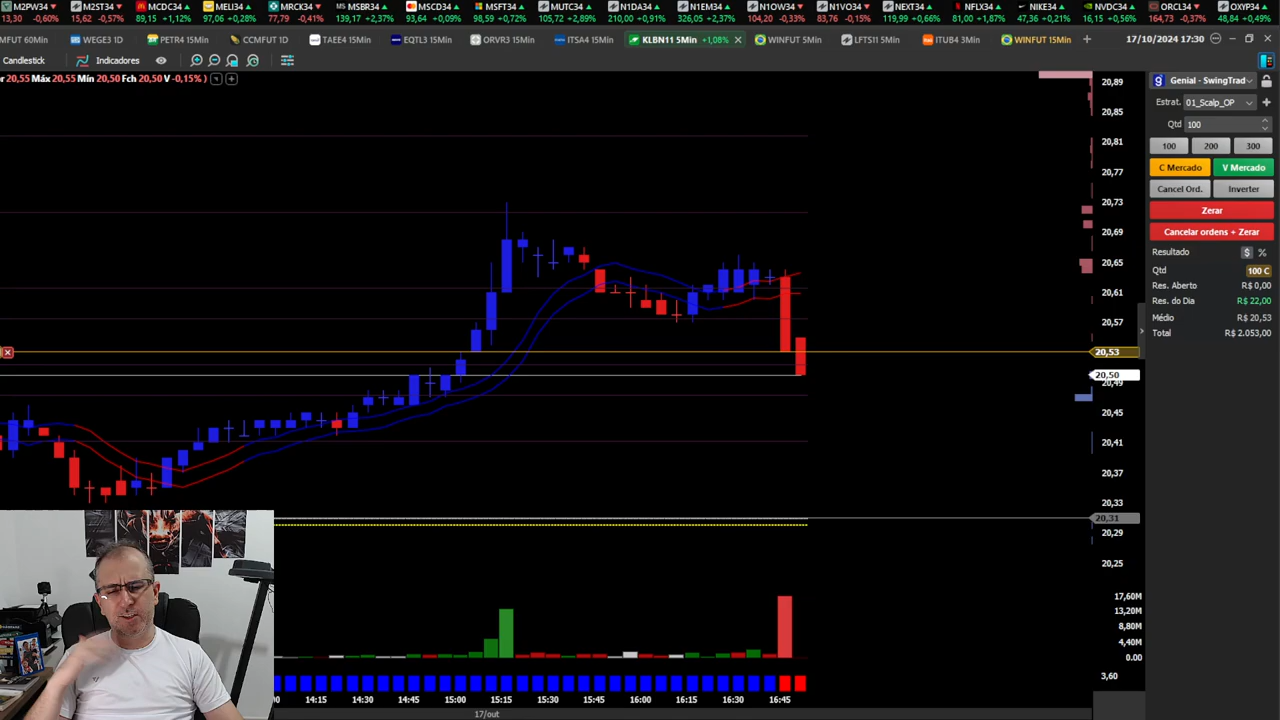 M2PW34 M2ST34 MCDC34 MELI34 MRCK34 MSBR34 MSCD34 MSFT34 MUTC34 N1DA34 N1EM34 N1OW34 N1VO34 NEXT34 NFLX34 NIKE34 NVDC34 ORCL34 OXYP34
13,30 -0,60% 15,62 -0,57% 89,15 +1,12% 97,06 +0,28% 77,79 -0,41% 139,17 +2,37% 93,64 +0,09% 98,59 +0,72% 105,72 +2,89% 210,00 +0,91% 326,05 +2,37% 104,20 -0,33% 83,76 -0,15% 119,99 +0,66% 81,00 +1,87% 47,36 +0,21% 16,15 +0,56% 164,73 -0,37% 48,84 +0,49%
MFUT 60Min WEGE3 1D PETR4 15Min CCMFUT 1D TAEE4 15Min EQTL3 15Min ORVR3 15Min ITSA4 15Min KLBN11 5Min +1,08% WINFUT 5Min LFTS11 5Min ITUB4 3Min WINFUT 15Min 17/10/2024 17:30
Candlestick Indicadores
or 20,55 Máx 20,55 Mín 20,50 Fch 20,50 V -0,15%
20,89
20,85
20,81
20,77
20,73
20,69
20,65
20,61
20,57
20,53
20,50
20,49
20,45
20,41
20,37
20,33
20,31
20,29
20,25
17,60M
13,20M
8,80M
4,40M
0.00
3,60
14:15 14:30 14:45 15:00 15:15 15:30 15:45 16:00 16:15 16:30 16:45
17/out
Genial - SwingTrad
Estrat. 01_Scalp_OP
Qtd 100
100 200 300
C Mercado V Mercado
Cancel Ord. Inverter
Zerar
Cancelar ordens + Zerar
Resultado $ %
Qtd 100 C
Res. Aberto R$ 0,00
Res. do Dia R$ 22,00
Médio R$ 20,53
Total R$ 2.053,00